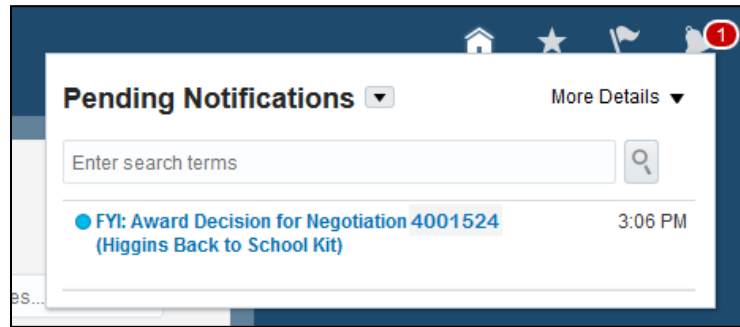 1
Pending Notifications
More Details
Enter search terms
FYI: Award Decision for Negotiation 4001524
3:06 PM
(Higgins Back to School Kit)
es...